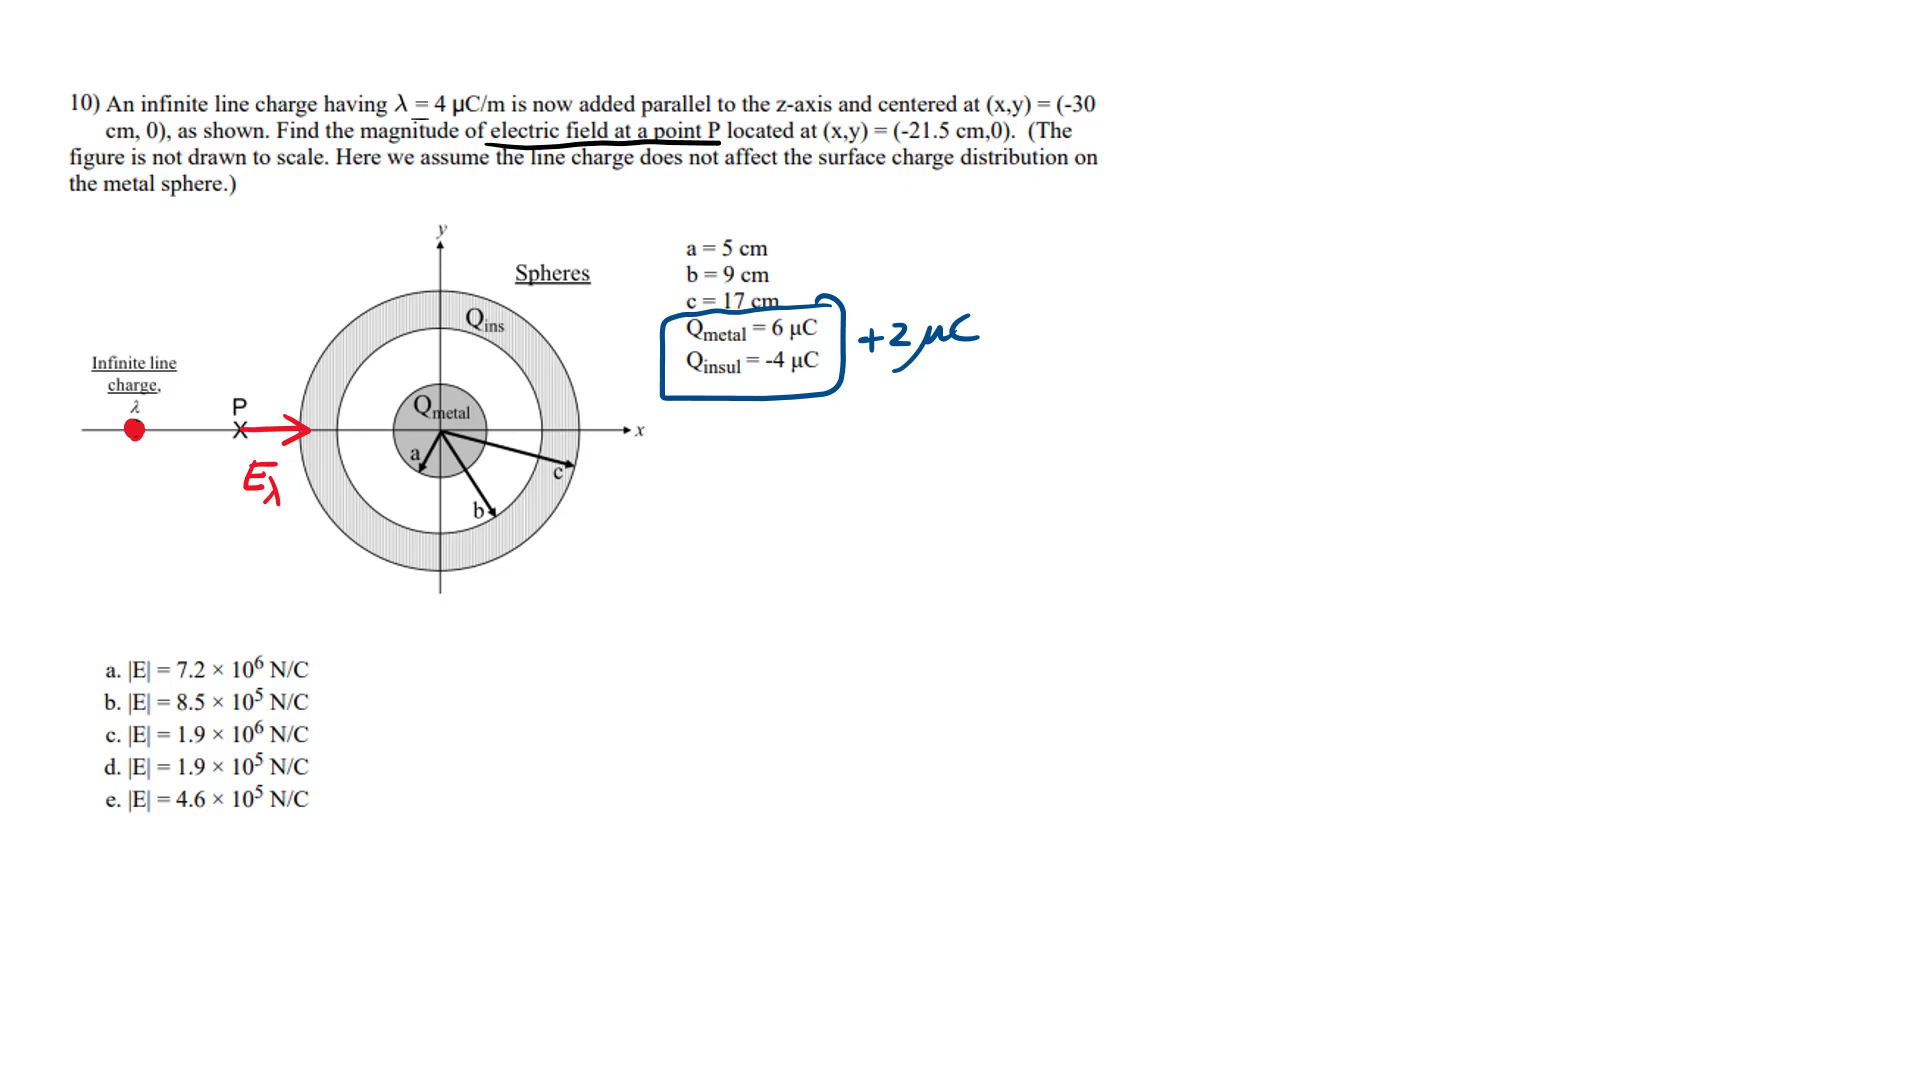 10) An infinite line charge having λ = 4 μC/m is now added parallel to the z-axis and centered at (x,y) = (-30
cm, 0), as shown. Find the magnitude of electric field at a point P located at (x,y) = (-21.5 cm,0). (The
figure is not drawn to scale. Here we assume the line charge does not affect the surface charge distribution on
the metal sphere.)
y
Spheres
a = 5 cm
b = 9 cm
c = 17 cm
Qmetal = 6 μC
Qinsul = -4 μC
+2 μC
Qins
Infinite line
charge,
λ
P
X
Qmetal
x
a
c
b
Eλ
a. |E| = 7.2 × 10⁶ N/C
b. |E| = 8.5 × 10⁵ N/C
c. |E| = 1.9 × 10⁶ N/C
d. |E| = 1.9 × 10⁵ N/C
e. |E| = 4.6 × 10⁵ N/C